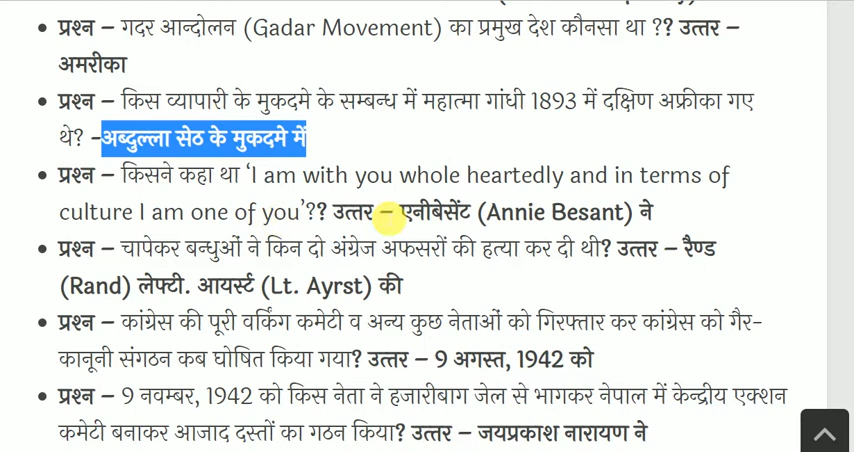 प्रश्न – गदर आन्दोलन (Gadar Movement) का प्रमुख देश कौनसा था ?? उत्तर –
अमरीका
प्रश्न – किस व्यापारी के मुकदमे के सम्बन्ध में महात्मा गांधी 1893 में दक्षिण अफ्रीका गए
थे? –अब्दुल्ला सेठ के मुकदमे में
प्रश्न – किसने कहा था ‘I am with you whole heartedly and in terms of
culture I am one of you’?? उत्तर – एनीबेसेंट (Annie Besant) ने
प्रश्न – चापेकर बन्धुओं ने किन दो अंग्रेज अफसरों की हत्या कर दी थी? उत्तर – रैण्ड
(Rand) लेफ्टी. आयर्स्ट (Lt. Ayrst) की
प्रश्न – कांग्रेस की पूरी वर्किंग कमेटी व अन्य कुछ नेताओं को गिरफ्तार कर कांग्रेस को गैर-
कानूनी संगठन कब घोषित किया गया? उत्तर – 9 अगस्त, 1942 को
प्रश्न – 9 नवम्बर, 1942 को किस नेता ने हजारीबाग जेल से भागकर नेपाल में केन्द्रीय एक्शन
कमेटी बनाकर आजाद दस्तों का गठन किया? उत्तर – जयप्रकाश नारायण ने